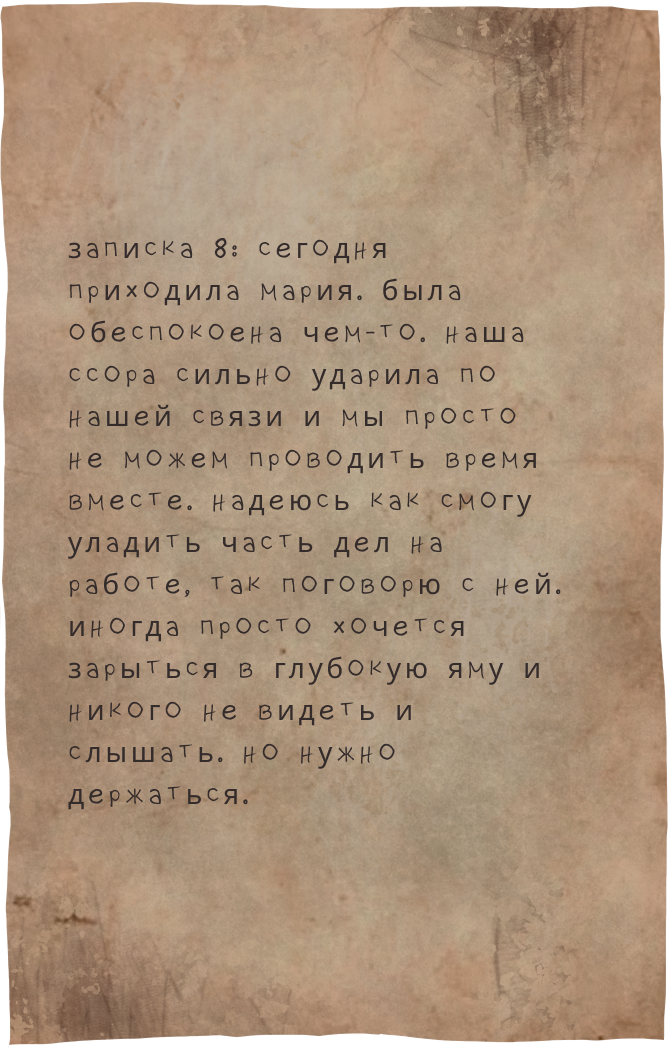 записка 8: сегодня
приходила мария. была
обеспокоена чем-то. наша
ссора сильно ударила по
нашей связи и мы просто
не можем проводить время
вместе. надеюсь как смогу
уладить часть дел на
работе, так поговорю с ней.
иногда просто хочется
зарыться в глубокую яму и
никого не видеть и
слышать. но нужно
держаться.